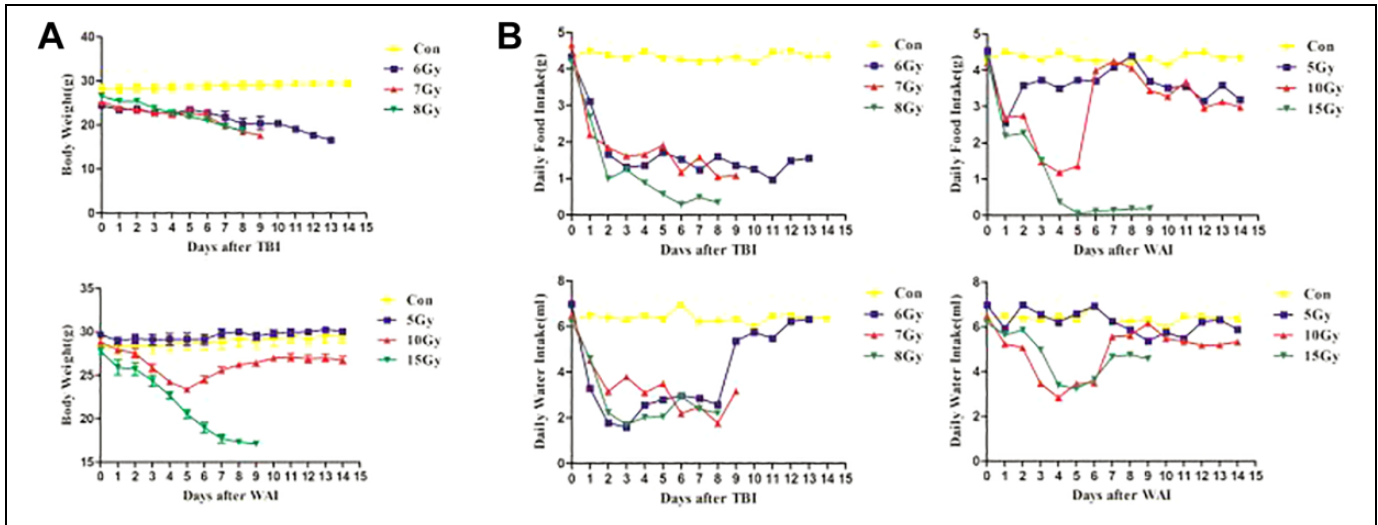 A
Body Weight(g)
40
30
20
10
0
0 1 2 3 4 5 6 7 8 9 10 11 12 13 14 15
Days after TBI
Con
6Gy
7Gy
8Gy
Body Weight(g)
35
30
25
20
15
0 1 2 3 4 5 6 7 8 9 10 11 12 13 14 15
Days after WAI
Con
5Gy
10Gy
15Gy
B
Daily Food Intake(g)
5
4
3
2
1
0
0 1 2 3 4 5 6 7 8 9 10 11 12 13 14 15
Days after TBI
Con
6Gy
7Gy
8Gy
Daily Food Intake(g)
5
4
3
2
1
0
0 1 2 3 4 5 6 7 8 9 10 11 12 13 14 15
Days after WAI
Con
5Gy
10Gy
15Gy
Daily Water Intake(ml)
8
6
4
2
0
0 1 2 3 4 5 6 7 8 9 10 11 12 13 14 15
Days after TBI
Con
6Gy
7Gy
8Gy
Daily Water Intake(ml)
8
6
4
2
0
0 1 2 3 4 5 6 7 8 9 10 11 12 13 14 15
Days after WAI
Con
5Gy
10Gy
15Gy